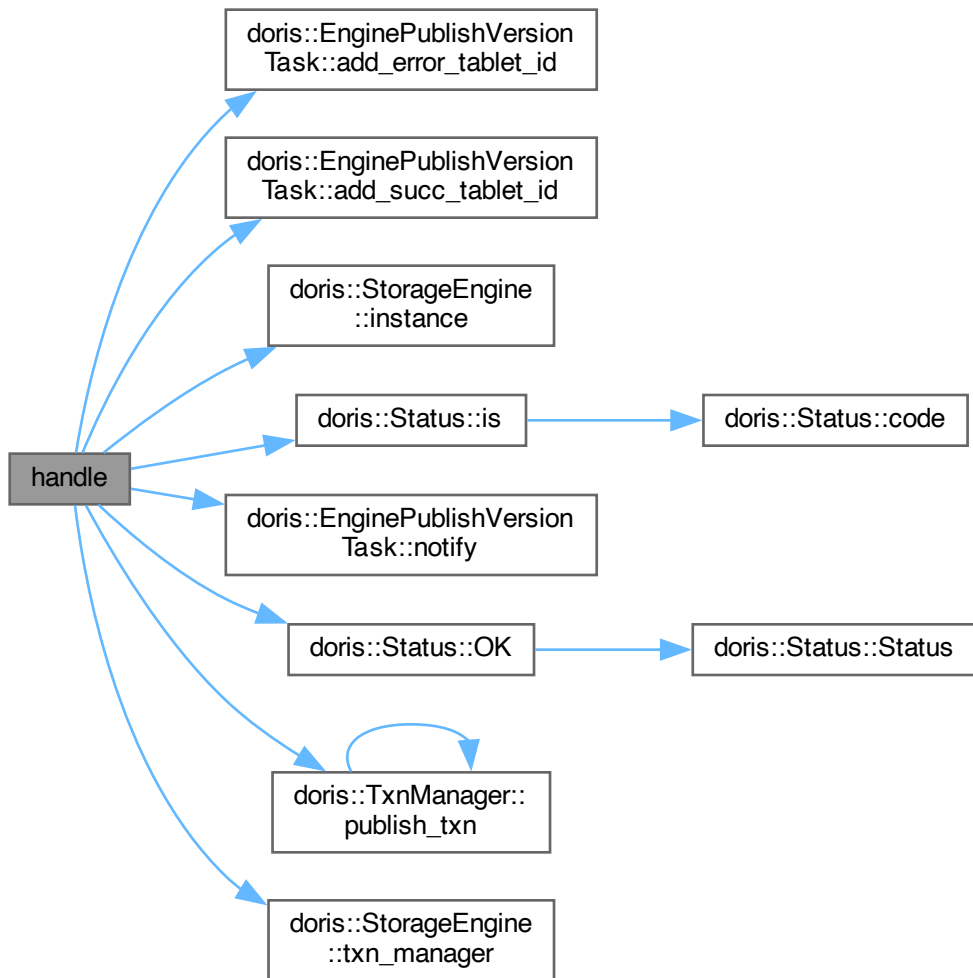 doris::EnginePublishVersion
Task::add_error_tablet_id
doris::EnginePublishVersion
Task::add_succ_tablet_id
doris::StorageEngine
::instance
doris::Status::is
doris::Status::code
handle
doris::EnginePublishVersion
Task::notify
doris::Status::OK
doris::Status::Status
doris::TxnManager::
publish_txn
doris::StorageEngine
::txn_manager